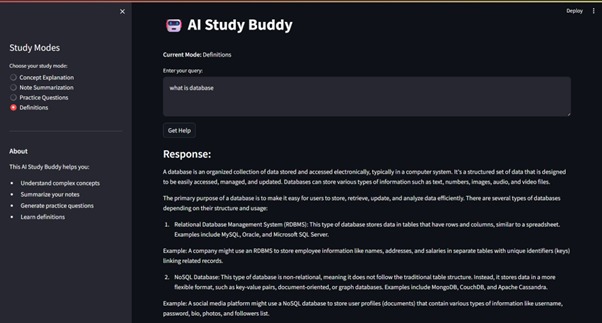 Deploy
Study Modes
Choose your study mode:
Concept Explanation
Note Summarization
Practice Questions
Definitions
About
This AI Study Buddy helps you:
Understand complex concepts
Summarize your notes
Generate practice questions
Learn definitions
AI Study Buddy
Current Mode: Definitions
Enter your query:
what is database
Get Help
Response:
A database is an organized collection of data stored and accessed electronically, typically in a computer system. It's a structured set of data that is designed
to be easily accessed, managed, and updated. Databases can store various types of information such as text, numbers, images, audio, and video files.
The primary purpose of a database is to make it easy for users to store, retrieve, update, and analyze data efficiently. There are several types of databases
depending on their structure and usage:
1. Relational Database Management System (RDBMS): This type of database stores data in tables that have rows and columns, similar to a spreadsheet.
Examples include MySQL, Oracle, and Microsoft SQL Server.
Example: A company might use an RDBMS to store employee information like names, addresses, and salaries in separate tables with unique identifiers (keys)
linking related records.
2. NoSQL Database: This type of database is non-relational, meaning it does not follow the traditional table structure. Instead, it stores data in a more
flexible format, such as key-value pairs, document-oriented, or graph databases. Examples include MongoDB, CouchDB, and Apache Cassandra.
Example: A social media platform might use a NoSQL database to store user profiles (documents) that contain various types of information like username,
password, bio, photos, and followers list.